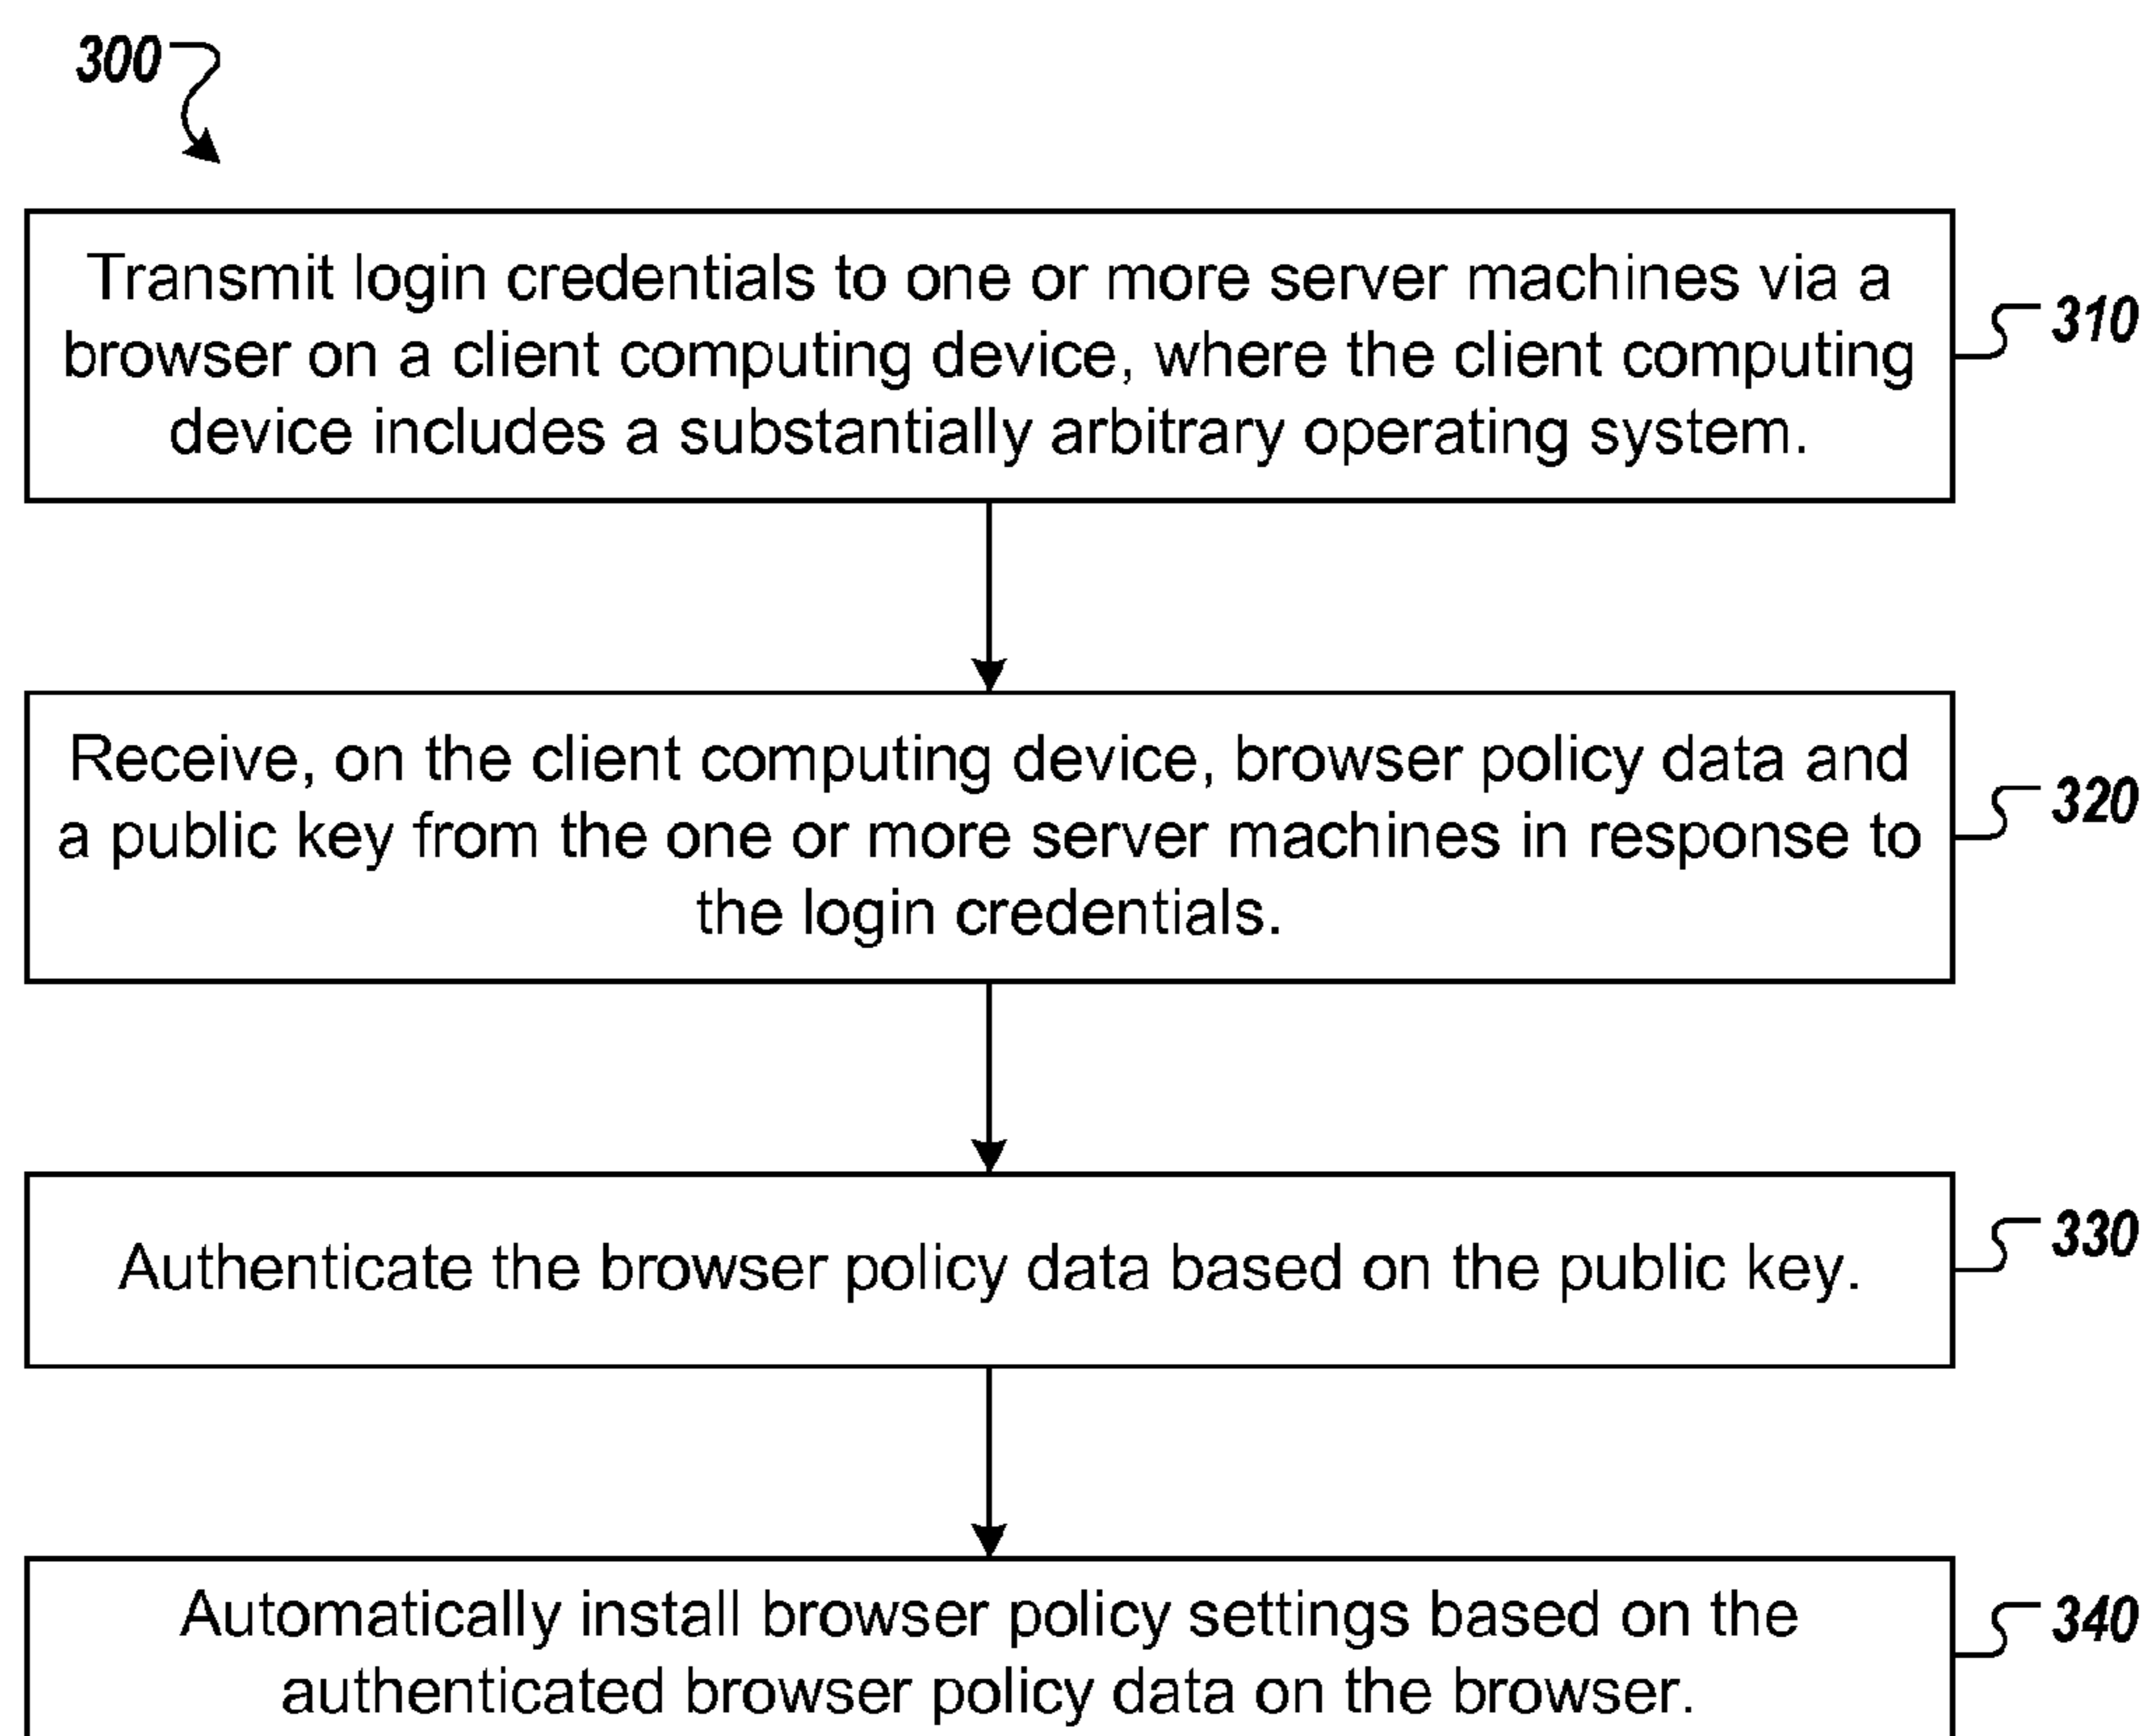 300
Transmit login credentials to one or more server machines via a
browser on a client computing device, where the client computing
device includes a substantially arbitrary operating system.
310
Receive, on the client computing device, browser policy data and
a public key from the one or more server machines in response to
the login credentials.
320
Authenticate the browser policy data based on the public key.
330
Automatically install browser policy settings based on the
authenticated browser policy data on the browser.
340